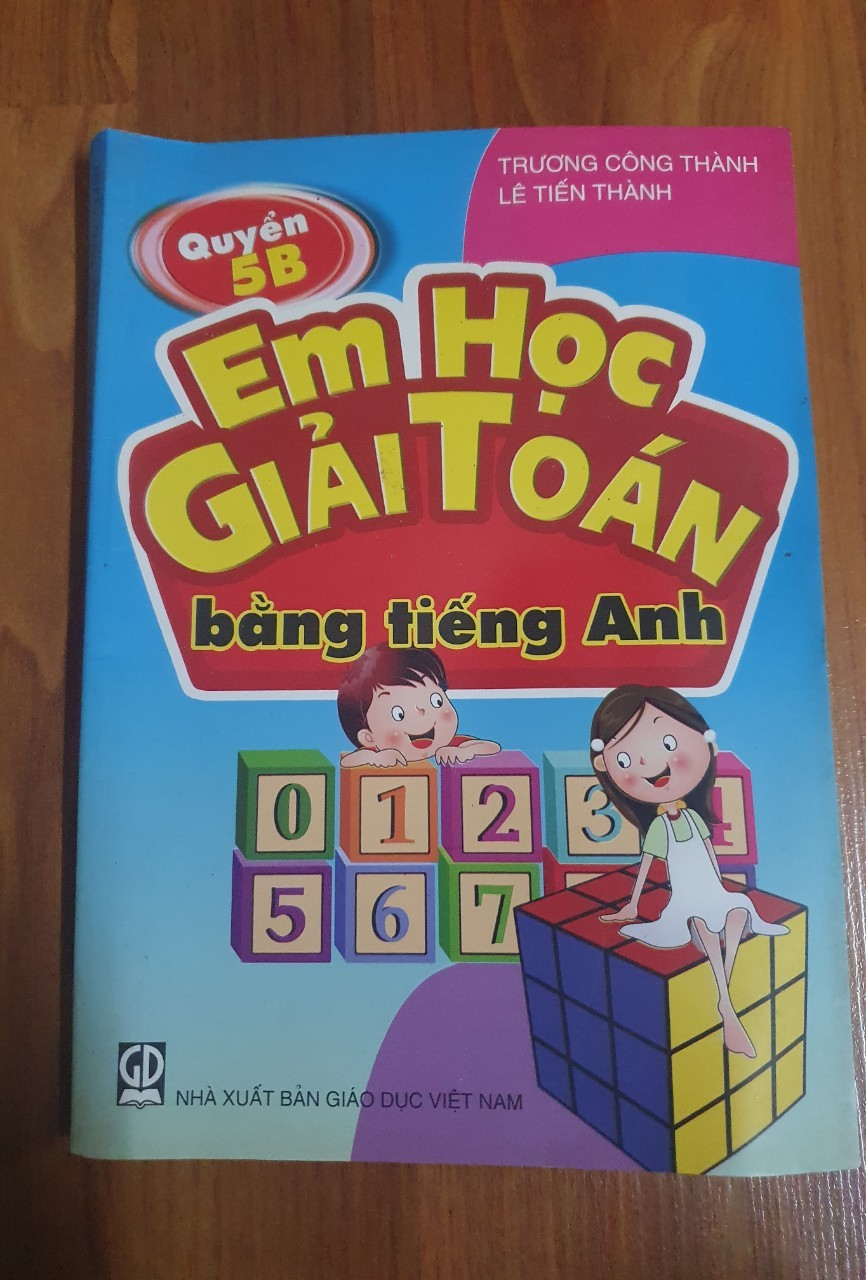 TRƯƠNG CÔNG THÀNH
LÊ TIẾN THÀNH
Quyển
5B
Em Học
GIẢI TOÁN
bằng tiếng Anh
0 1 2 3 4
5 6 7
GD
NHÀ XUẤT BẢN GIÁO DỤC VIỆT NAM